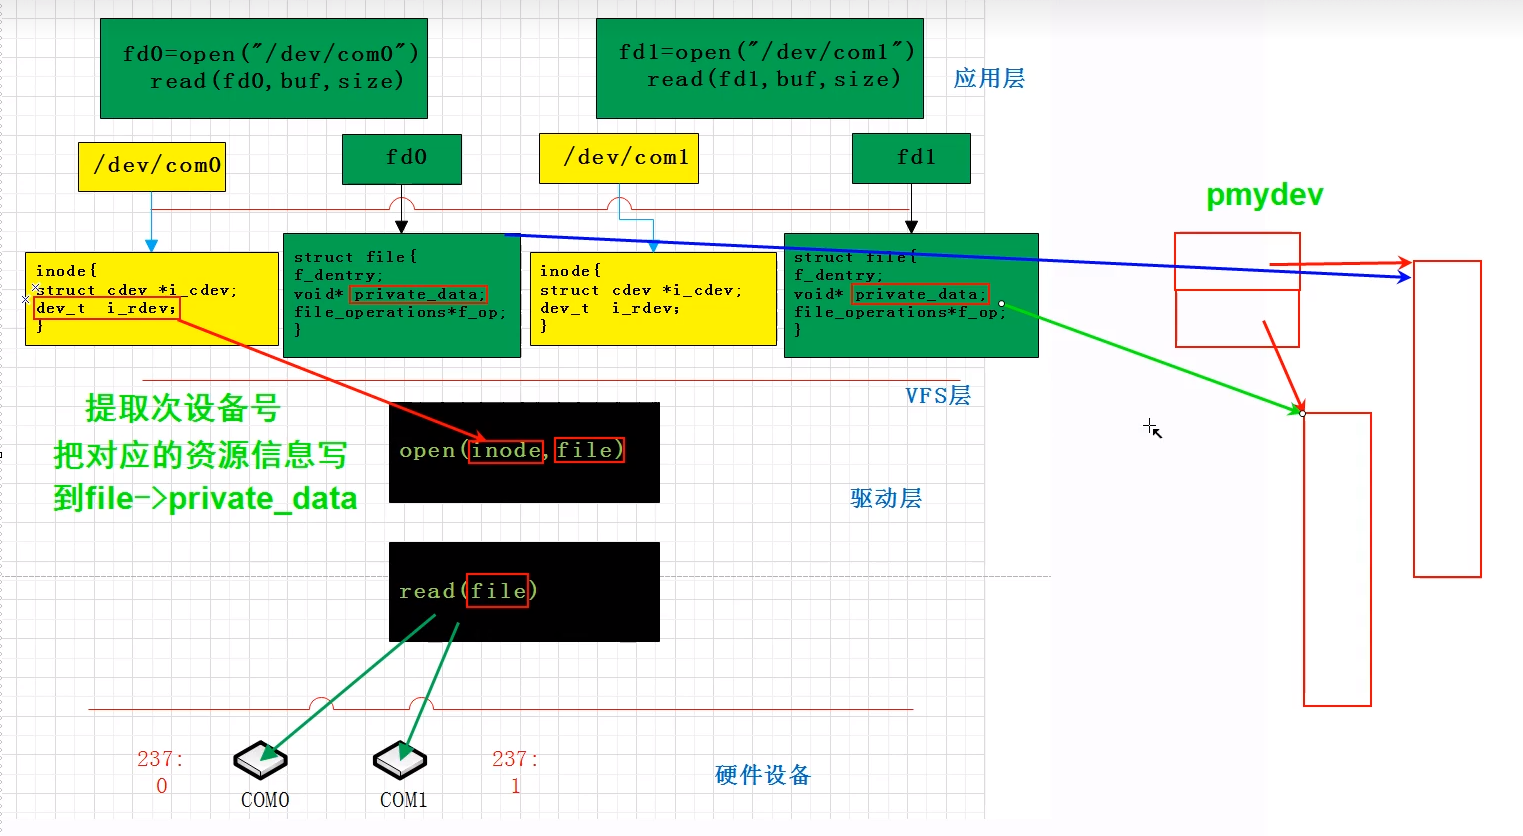 fd0=open("/dev/com0")
read(fd0,buf,size)
fd1=open("/dev/com1")
read(fd1,buf,size)
应用层
/dev/com0
fd0
/dev/com1
fd1
pmydev
inode{
struct cdev *i_cdev;
dev_t i_rdev;
}
struct file{
f_dentry;
void* private_data;
file_operations*f_op;
}
inode{
struct cdev *i_cdev;
dev_t i_rdev;
}
struct file{
f_dentry;
void* private_data;
file_operations*f_op;
}
VFS层
提取次设备号
把对应的资源信息写
到file->private_data
open(inode,file)
驱动层
read(file)
237:
0
COM0
COM1
237:
1
硬件设备